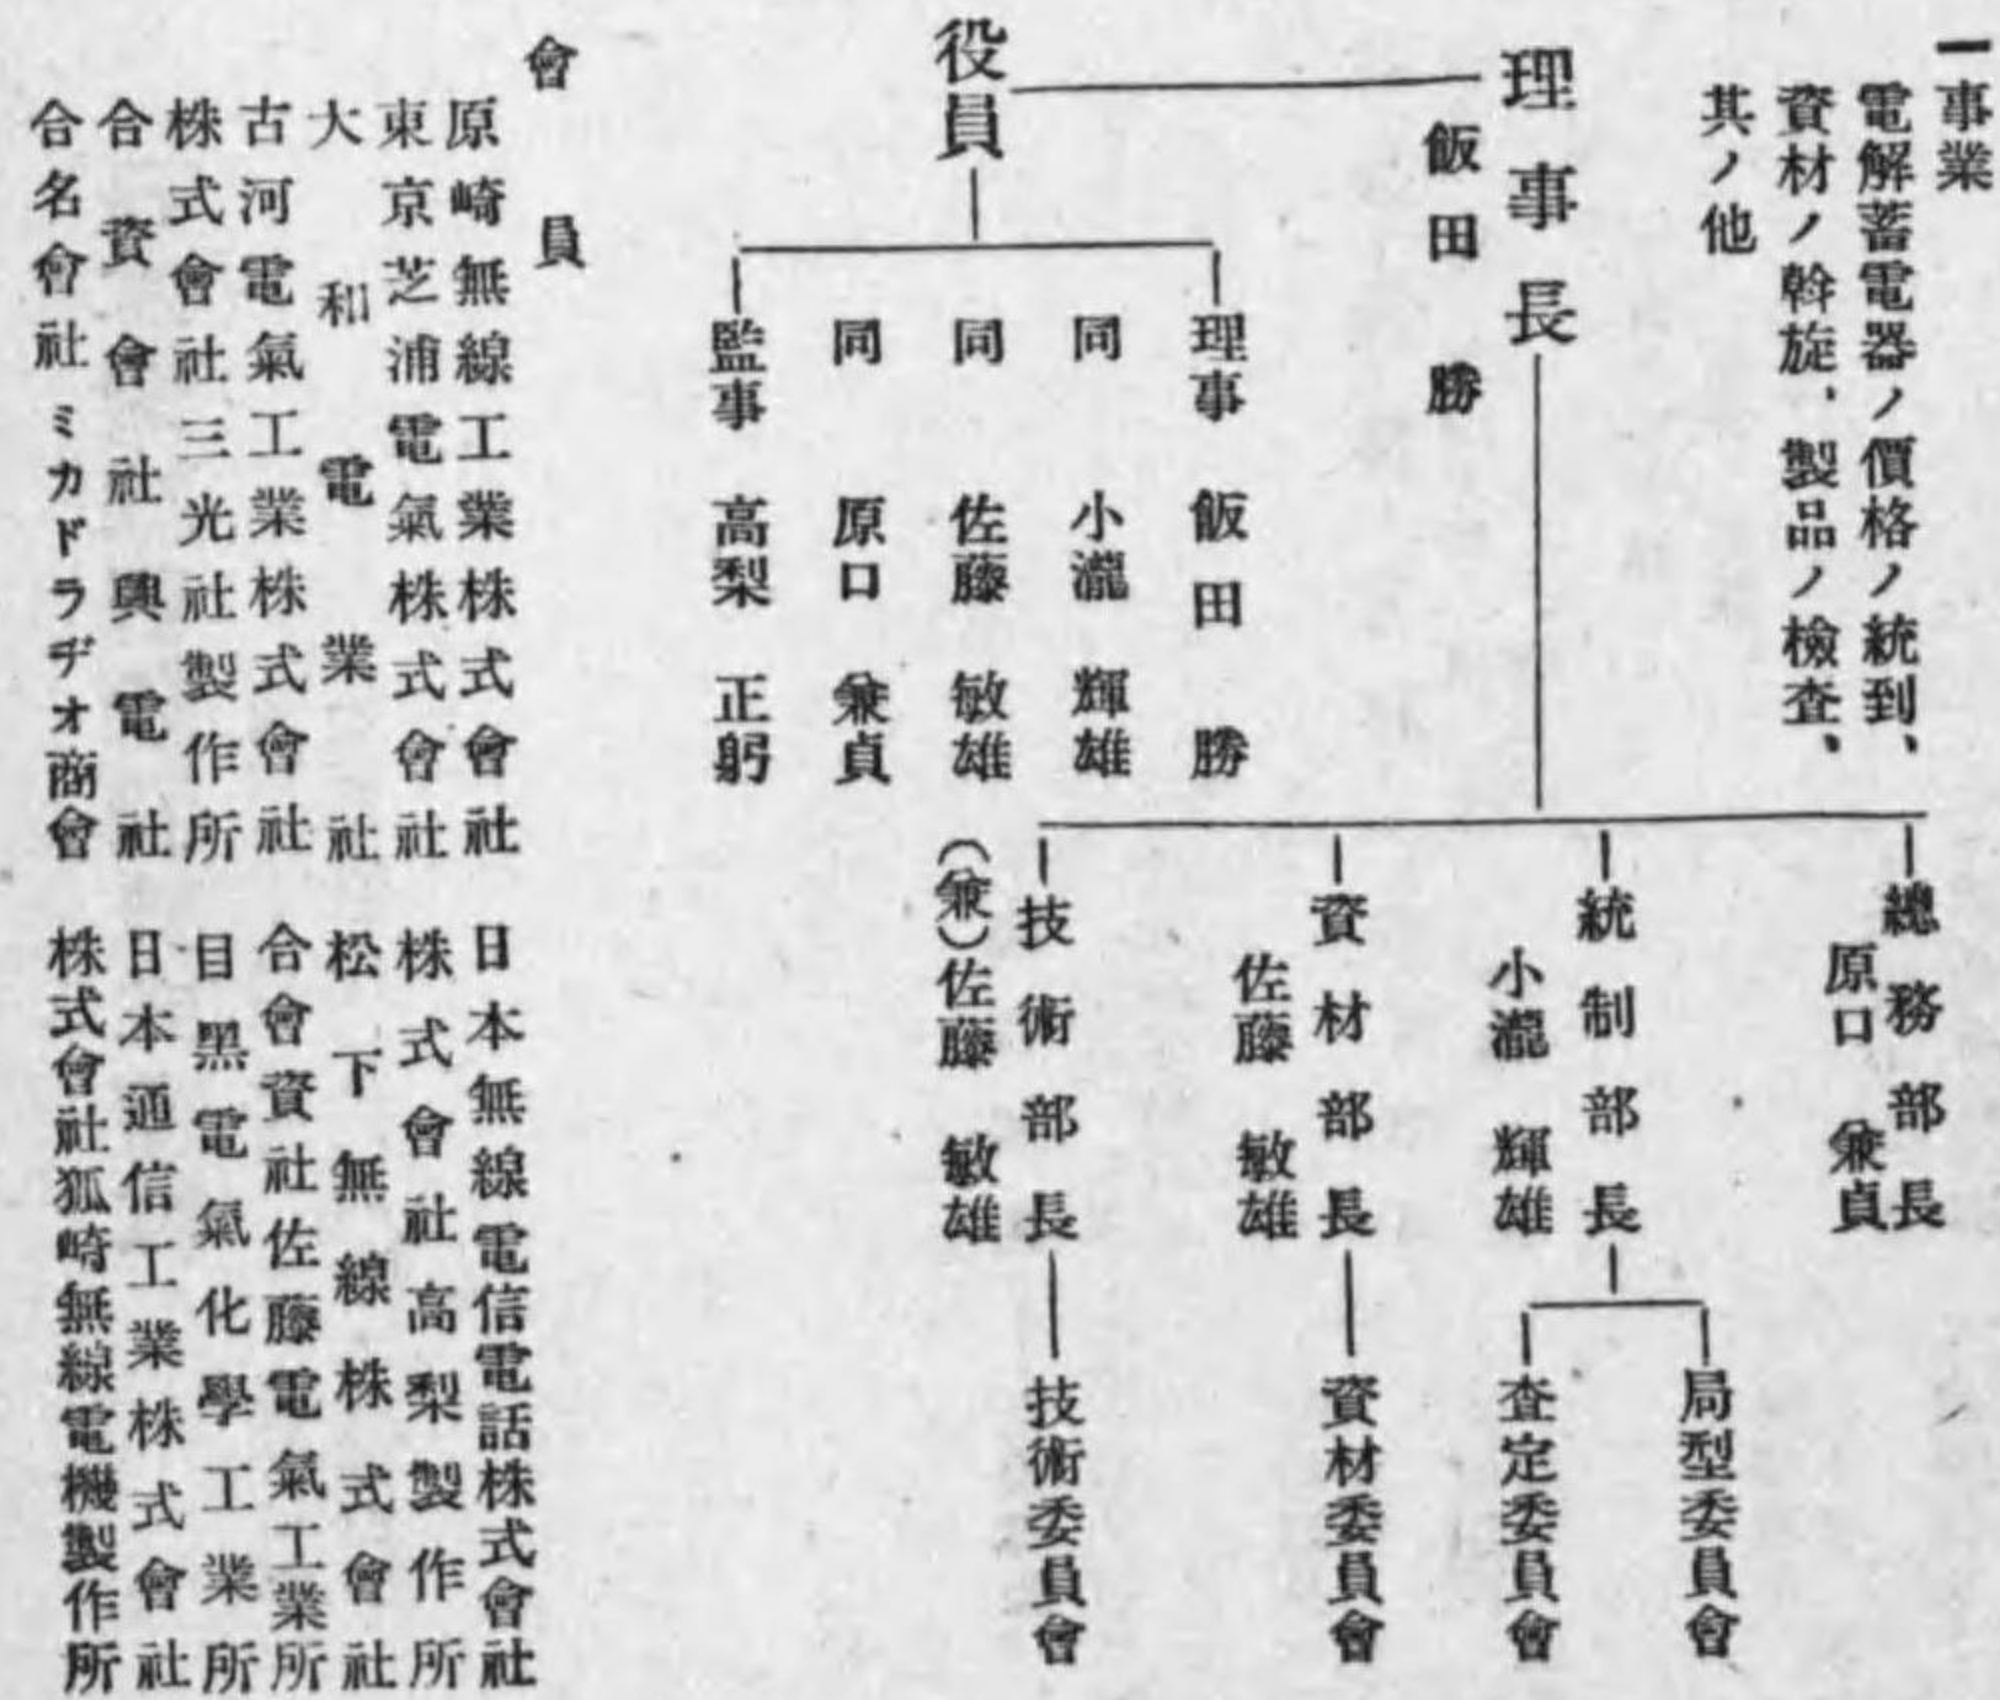 一事業
電解蓄電器ノ價格ノ統到、
資材ノ斡旋、製品ノ檢査、
其ノ他
理事長
飯田勝
役員
理事 飯田勝
同 小瀧輝雄
同 佐藤敏雄
同 原口兼貞
監事 高梨正躬
總務部長
原口兼貞
統制部長
小瀧輝雄
局型委員會
査定委員會
資材部長
佐藤敏雄
資材委員會
技術部長
(兼)佐藤敏雄
技術委員會
會員
原崎無線工業株式會社
東京芝浦電氣株式會社
大和電業社
古河電氣工業株式會社
株式會社三光社製作所
合資會社興電社
合名會社ミカドラヂオ商會
日本無線電信電話株式會社
株式會社高梨製作所
松下無線株式會社
合會資社佐藤電氣工業所
目黑電氣化學工業所
日本通信工業株式會社
株式會社狐崎無線電機製作所